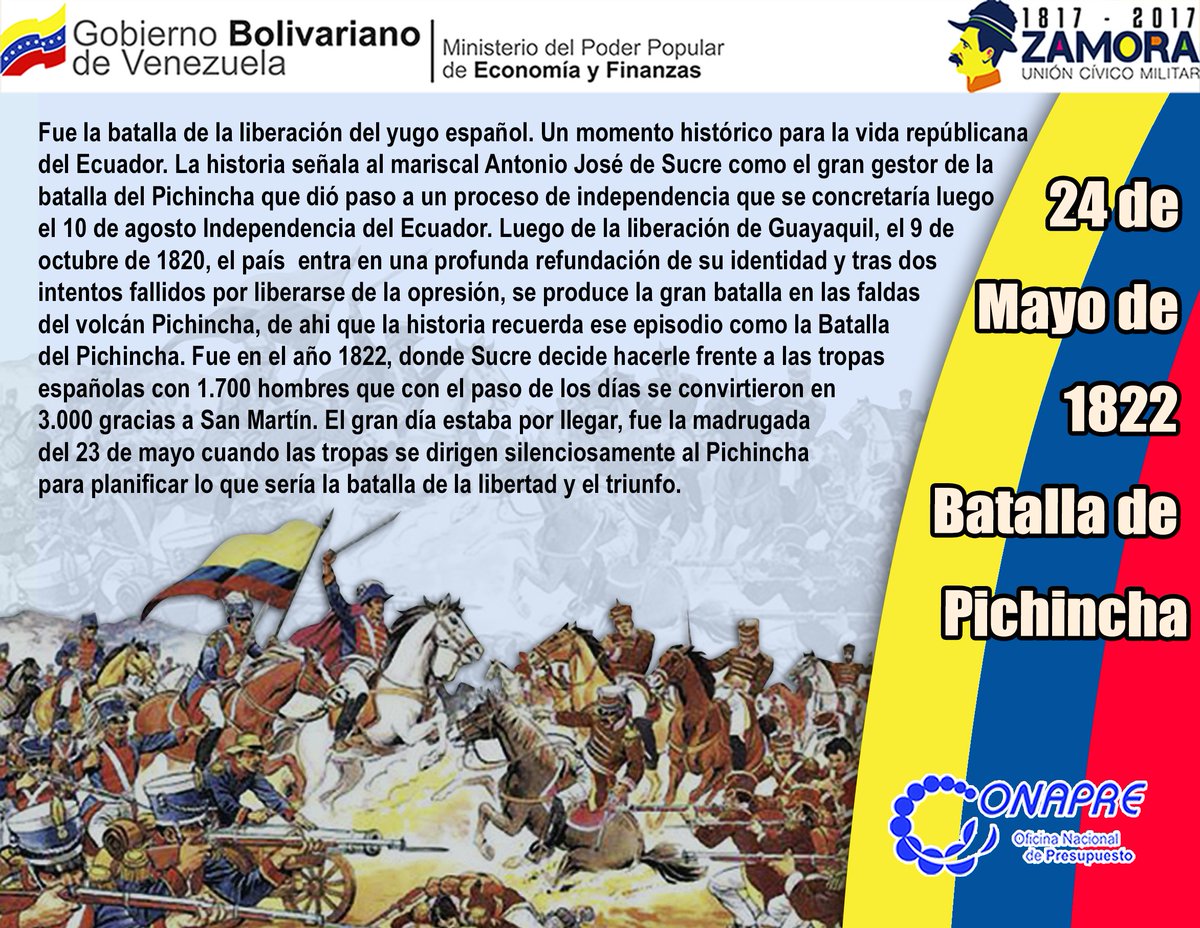 Gobierno Bolivariano
de Venezuela
Ministerio del Poder Popular
de Economía y Finanzas
1817 - 2017
ZAMORA
UNIÓN CÍVICO MILITAR
Fue la batalla de la liberación del yugo español. Un momento histórico para la vida repúblicana
del Ecuador. La historia señala al mariscal Antonio José de Sucre como el gran gestor de la
batalla del Pichincha que dió paso a un proceso de independencia que se concretaría luego
el 10 de agosto Independencia del Ecuador. Luego de la liberación de Guayaquil, el 9 de
octubre de 1820, el país entra en una profunda refundación de su identidad y tras dos
intentos fallidos por liberarse de la opresión, se produce la gran batalla en las faldas
del volcán Pichincha, de ahi que la historia recuerda ese episodio como la Batalla
del Pichincha. Fue en el año 1822, donde Sucre decide hacerle frente a las tropas
españolas con 1.700 hombres que con el paso de los días se convirtieron en
3.000 gracias a San Martín. El gran día estaba por llegar, fue la madrugada
del 23 de mayo cuando las tropas se dirigen silenciosamente al Pichincha
para planificar lo que sería la batalla de la libertad y el triunfo.
24 de
Mayo de
1822
Batalla de
Pichincha
ONAPRE
Oficina Nacional
de Presupuesto